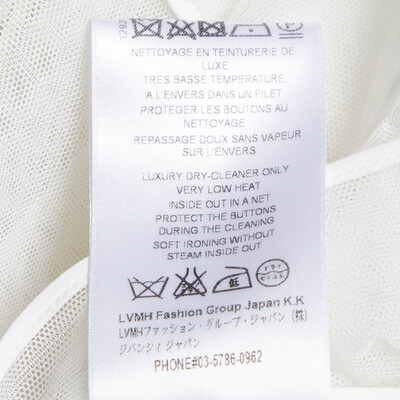 NETTOYAGE EN TEINTURERIE DE
LUXE
TRES BASSE TEMPERATURE
A L'ENVERS DANS UN FILET
PROTEGER LES BOUTONS AU
NETTOYAGE
REPASSAGE DOUX SANS VAPEUR
SUR L'ENVERS
LUXURY DRY-CLEANER ONLY
VERY LOW HEAT
INSIDE OUT IN A NET
PROTECT THE BUTTONS
DURING THE CLEANING
SOFT IRONING WITHOUT
STEAM INSIDE OUT
低
ドライ
LVMH Fashion Group Japan K.K
LVMHファッション・グループ・ジャパン (株)
ジバンシィ ジャパン
PHONE#03-5786-0962